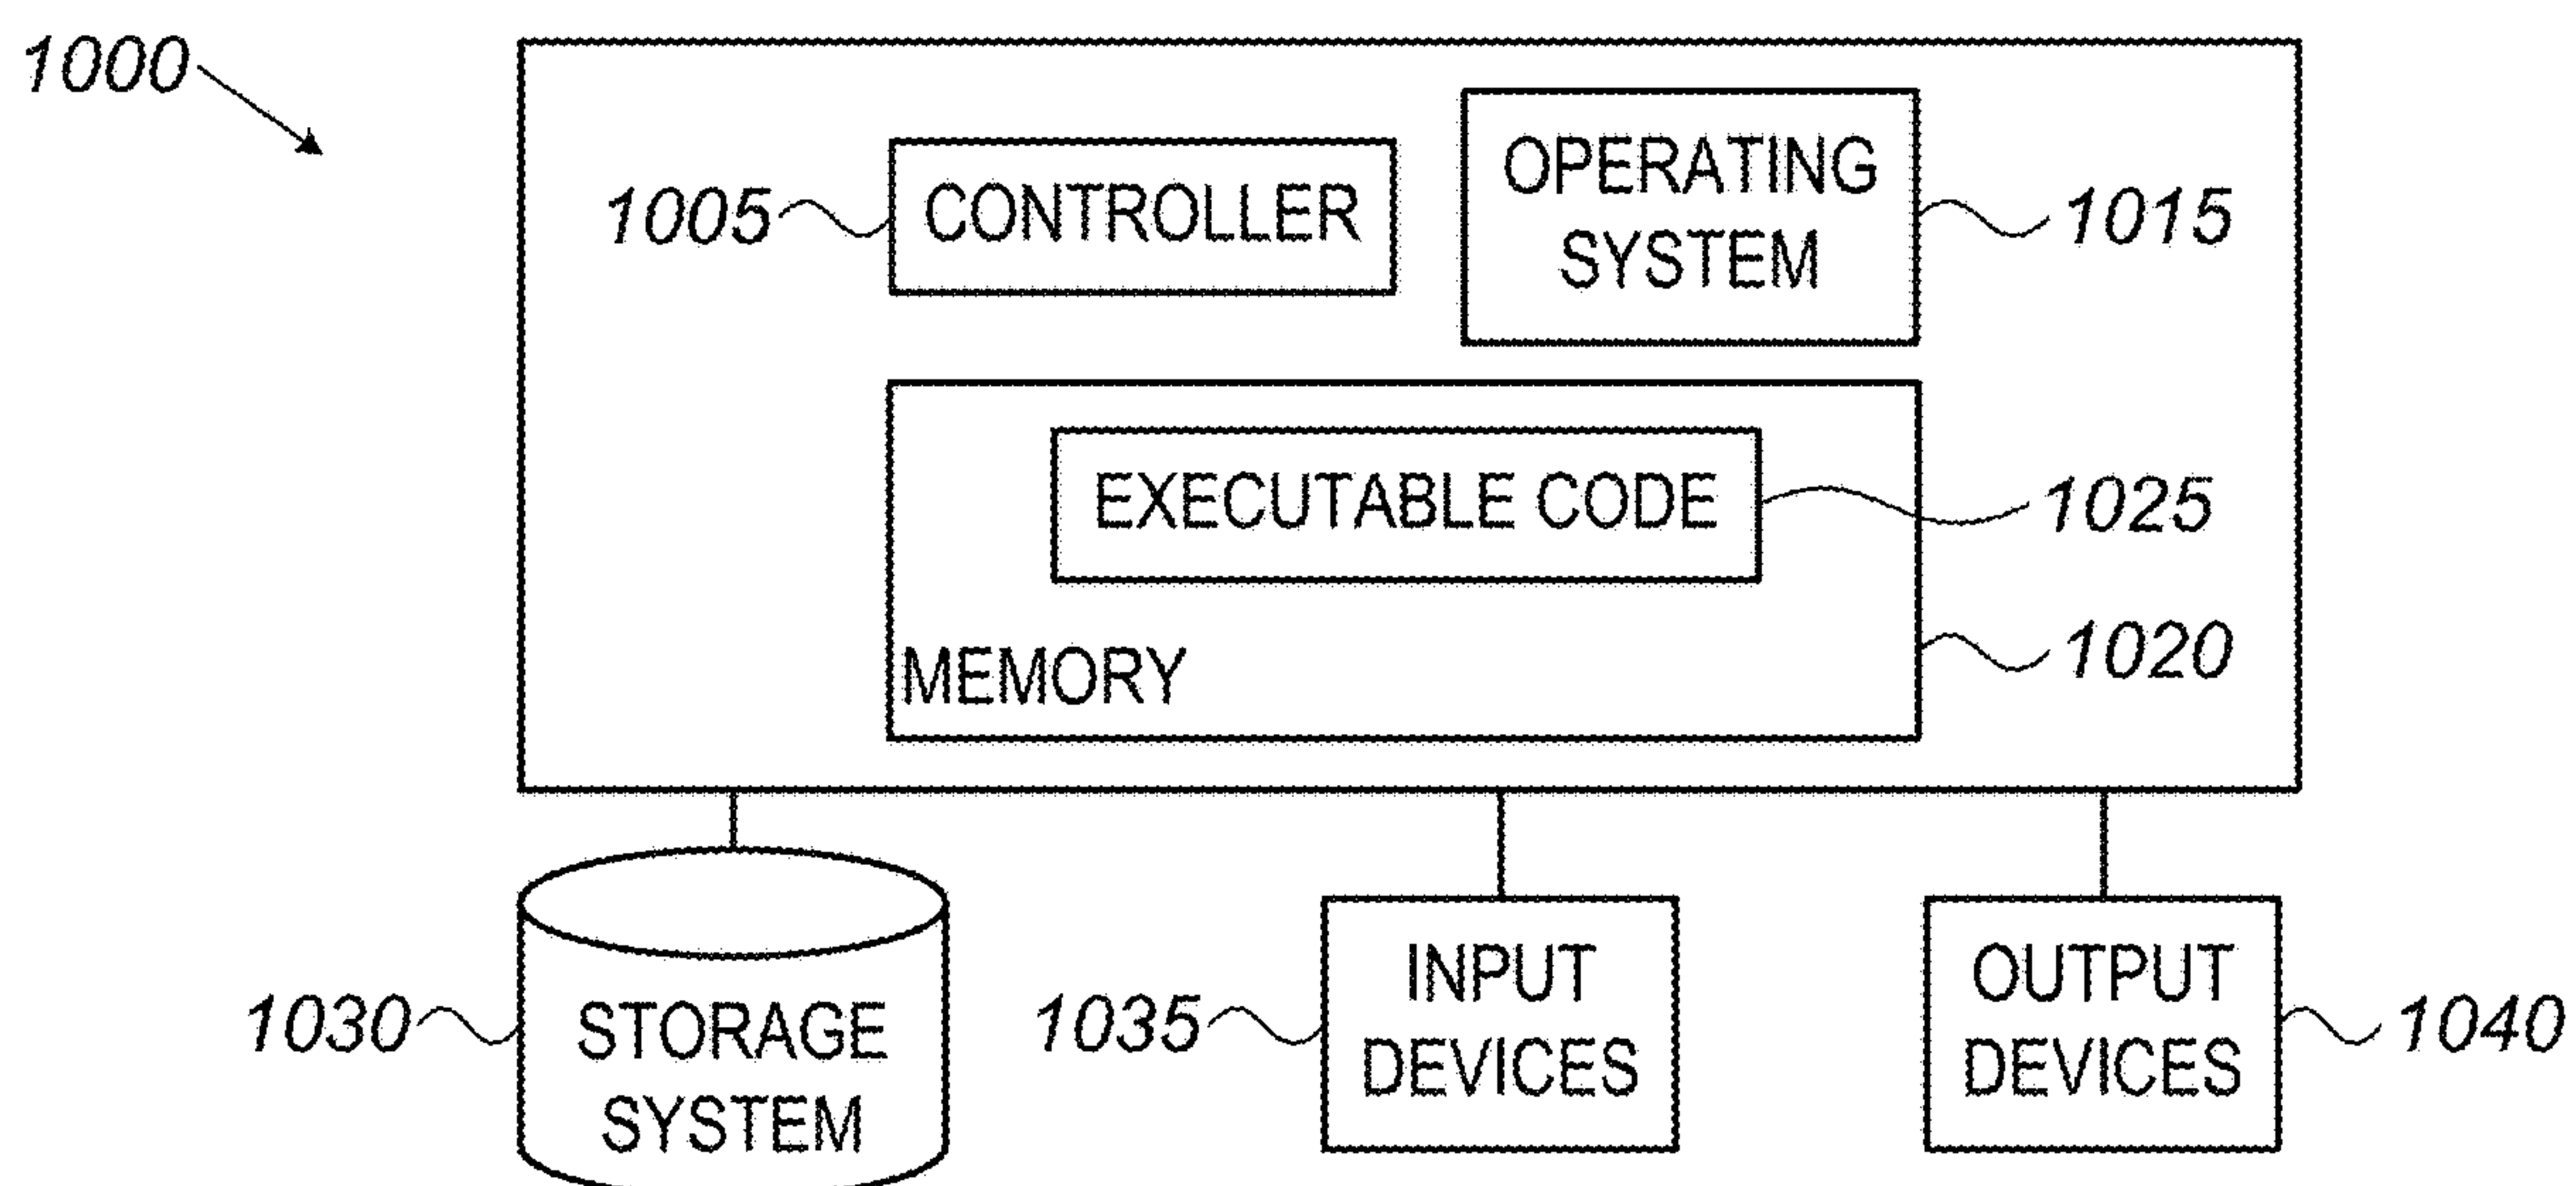 1000
OPERATING
SYSTEM
1005
CONTROLLER
1015
EXECUTABLE CODE
1025
MEMORY
1020
1030
STORAGE
SYSTEM
1035
INPUT
DEVICES
OUTPUT
DEVICES
1040